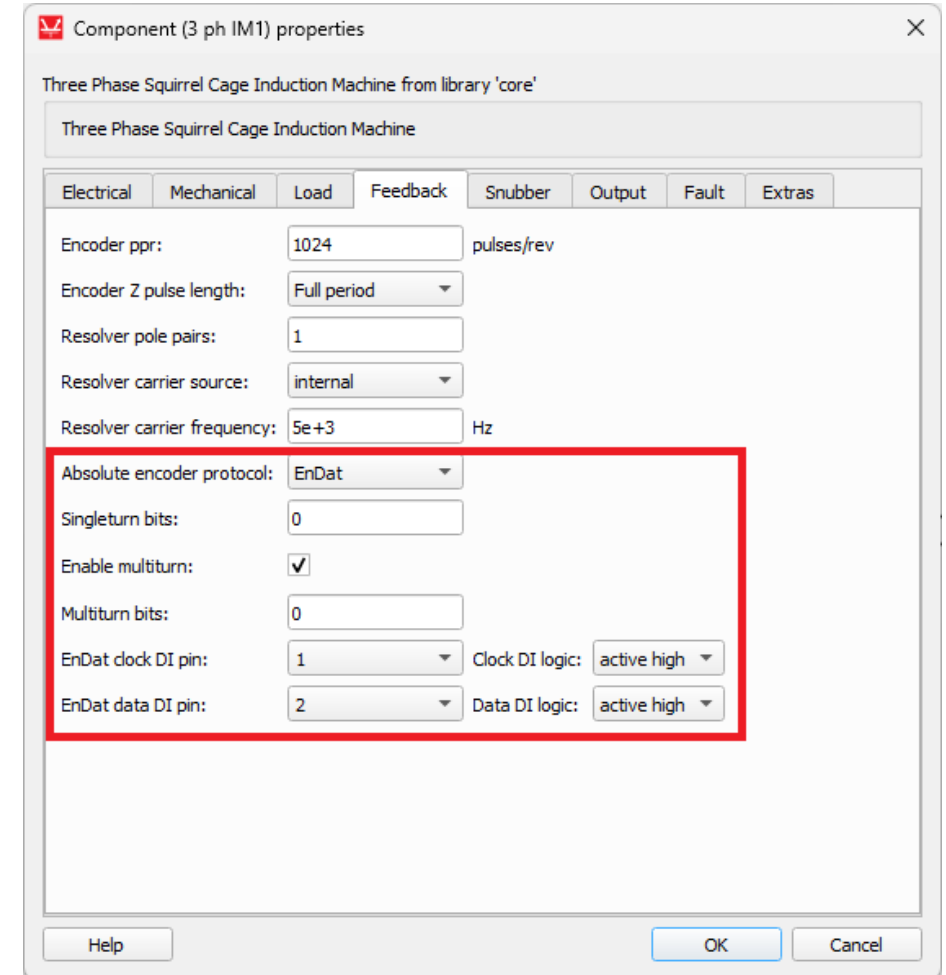 Component (3 ph IM1) properties
Three Phase Squirrel Cage Induction Machine from library 'core'
Three Phase Squirrel Cage Induction Machine
Electrical Mechanical Load Feedback Snubber Output Fault Extras
Encoder ppr: 1024 pulses/rev
Encoder Z pulse length: Full period
Resolver pole pairs: 1
Resolver carrier source: internal
Resolver carrier frequency: 5e+3 Hz
Absolute encoder protocol: EnDat
Singleturn bits: 0
Enable multiturn:
Multiturn bits: 0
EnDat clock DI pin: 1 Clock DI logic: active high
EnDat data DI pin: 2 Data DI logic: active high
Help OK Cancel